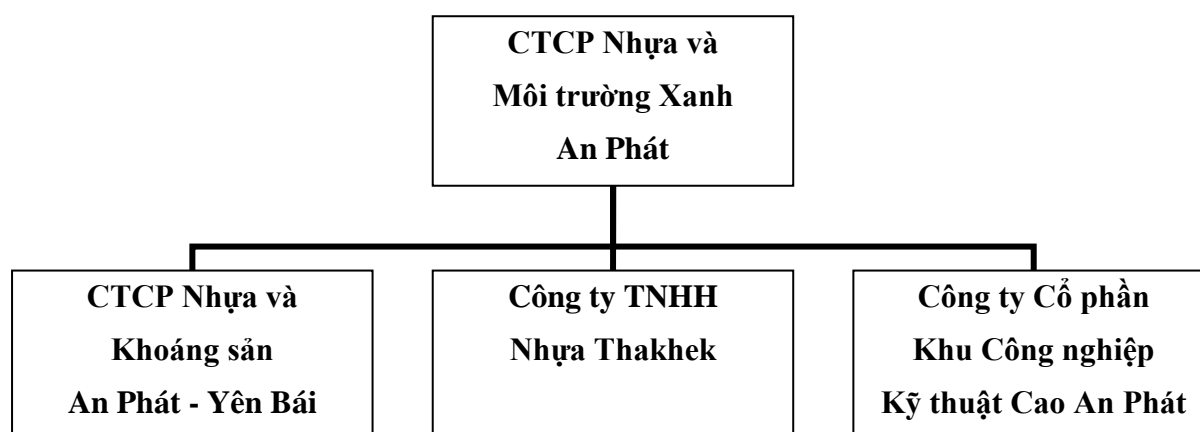 CTCP Nhựa và
Môi trường Xanh
An Phát
CTCP Nhựa và
Khoáng sản
An Phát - Yên Bái
Công ty TNHH
Nhựa Thakhek
Công ty Cổ phần
Khu Công nghiệp
Kỹ thuật Cao An Phát